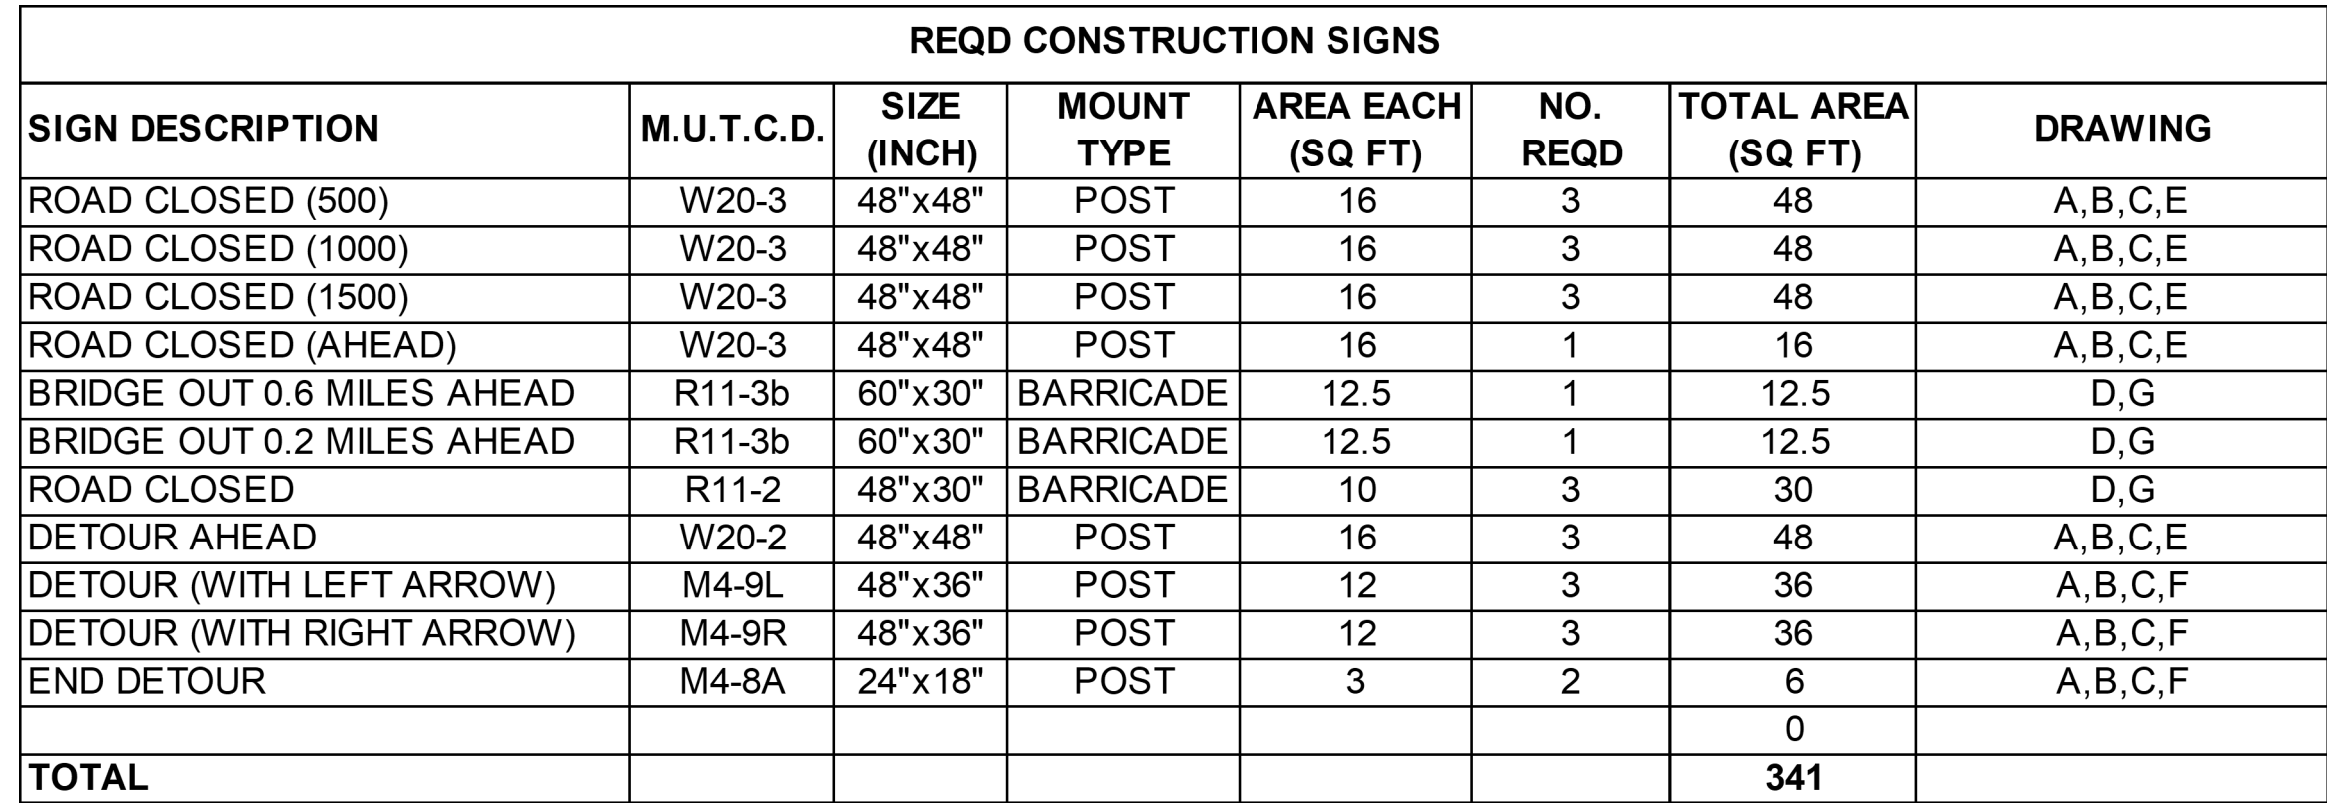 REQD CONSTRUCTION SIGNS
SIGN DESCRIPTION M.U.T.C.D. SIZE (INCH) MOUNT TYPE AREA EACH (SQ FT) NO. REQD TOTAL AREA (SQ FT) DRAWING
ROAD CLOSED (500) W20-3 48"x48" POST 16 3 48 A,B,C,E
ROAD CLOSED (1000) W20-3 48"x48" POST 16 3 48 A,B,C,E
ROAD CLOSED (1500) W20-3 48"x48" POST 16 3 48 A,B,C,E
ROAD CLOSED (AHEAD) W20-3 48"x48" POST 16 1 16 A,B,C,E
BRIDGE OUT 0.6 MILES AHEAD R11-3b 60"x30" BARRICADE 12.5 1 12.5 D,G
BRIDGE OUT 0.2 MILES AHEAD R11-3b 60"x30" BARRICADE 12.5 1 12.5 D,G
ROAD CLOSED R11-2 48"x30" BARRICADE 10 3 30 D,G
DETOUR AHEAD W20-2 48"x48" POST 16 3 48 A,B,C,E
DETOUR (WITH LEFT ARROW) M4-9L 48"x36" POST 12 3 36 A,B,C,F
DETOUR (WITH RIGHT ARROW) M4-9R 48"x36" POST 12 3 36 A,B,C,F
END DETOUR M4-8A 24"x18" POST 3 2 6 A,B,C,F
0
TOTAL 341